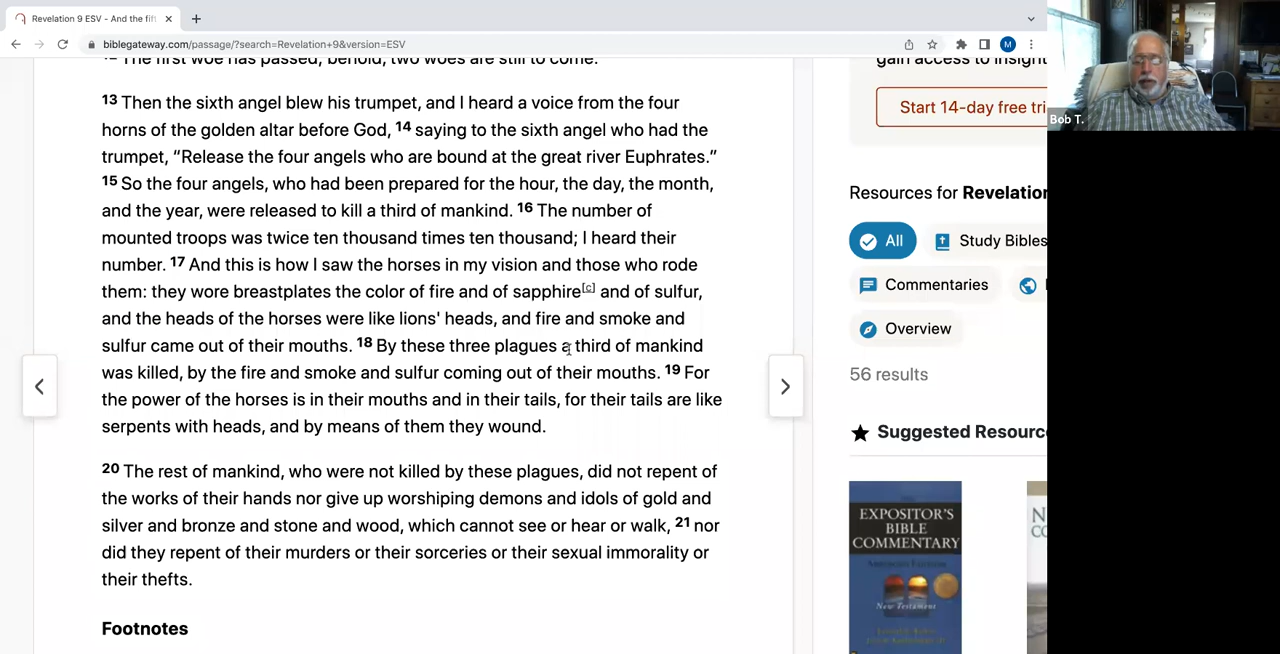 Revelation 9 ESV - And the fif
biblegateway.com/passage/?search=Revelation+9&version=ESV
M
12 The first woe has passed; behold, two woes are still to come.
13 Then the sixth angel blew his trumpet, and I heard a voice from the four
horns of the golden altar before God, 14 saying to the sixth angel who had the
trumpet, “Release the four angels who are bound at the great river Euphrates.”
15 So the four angels, who had been prepared for the hour, the day, the month,
and the year, were released to kill a third of mankind. 16 The number of
mounted troops was twice ten thousand times ten thousand; I heard their
number. 17 And this is how I saw the horses in my vision and those who rode
them: they wore breastplates the color of fire and of sapphire[c] and of sulfur,
and the heads of the horses were like lions' heads, and fire and smoke and
sulfur came out of their mouths. 18 By these three plagues a third of mankind
was killed, by the fire and smoke and sulfur coming out of their mouths. 19 For
the power of the horses is in their mouths and in their tails, for their tails are like
serpents with heads, and by means of them they wound.
20 The rest of mankind, who were not killed by these plagues, did not repent of
the works of their hands nor give up worshiping demons and idols of gold and
silver and bronze and stone and wood, which cannot see or hear or walk, 21 nor
did they repent of their murders or their sorceries or their sexual immorality or
their thefts.
Footnotes
gain access to insight
Start 14-day free tri
Resources for Revelation
All
Study Bibles
Commentaries
Overview
56 results
Suggested Resourc
EXPOSITOR'S
BIBLE
COMMENTARY
New Testament
Bob T.